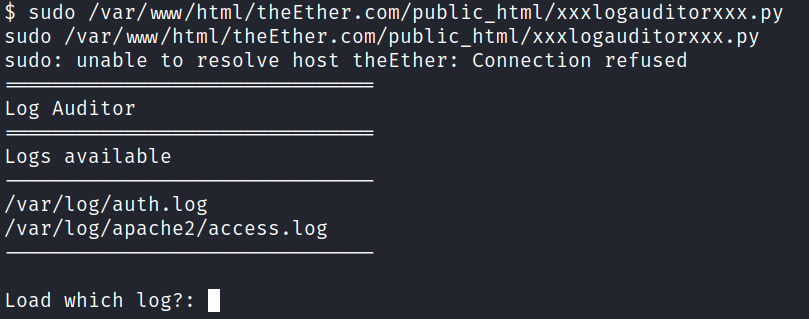 $ sudo /var/www/html/theEther.com/public_html/xxxlogauditorxxx.py
sudo /var/www/html/theEther.com/public_html/xxxlogauditorxxx.py
sudo: unable to resolve host theEther: Connection refused
================================
Log Auditor
================================
Logs available
--------------------------------
/var/log/auth.log
/var/log/apache2/access.log
--------------------------------
Load which log?: